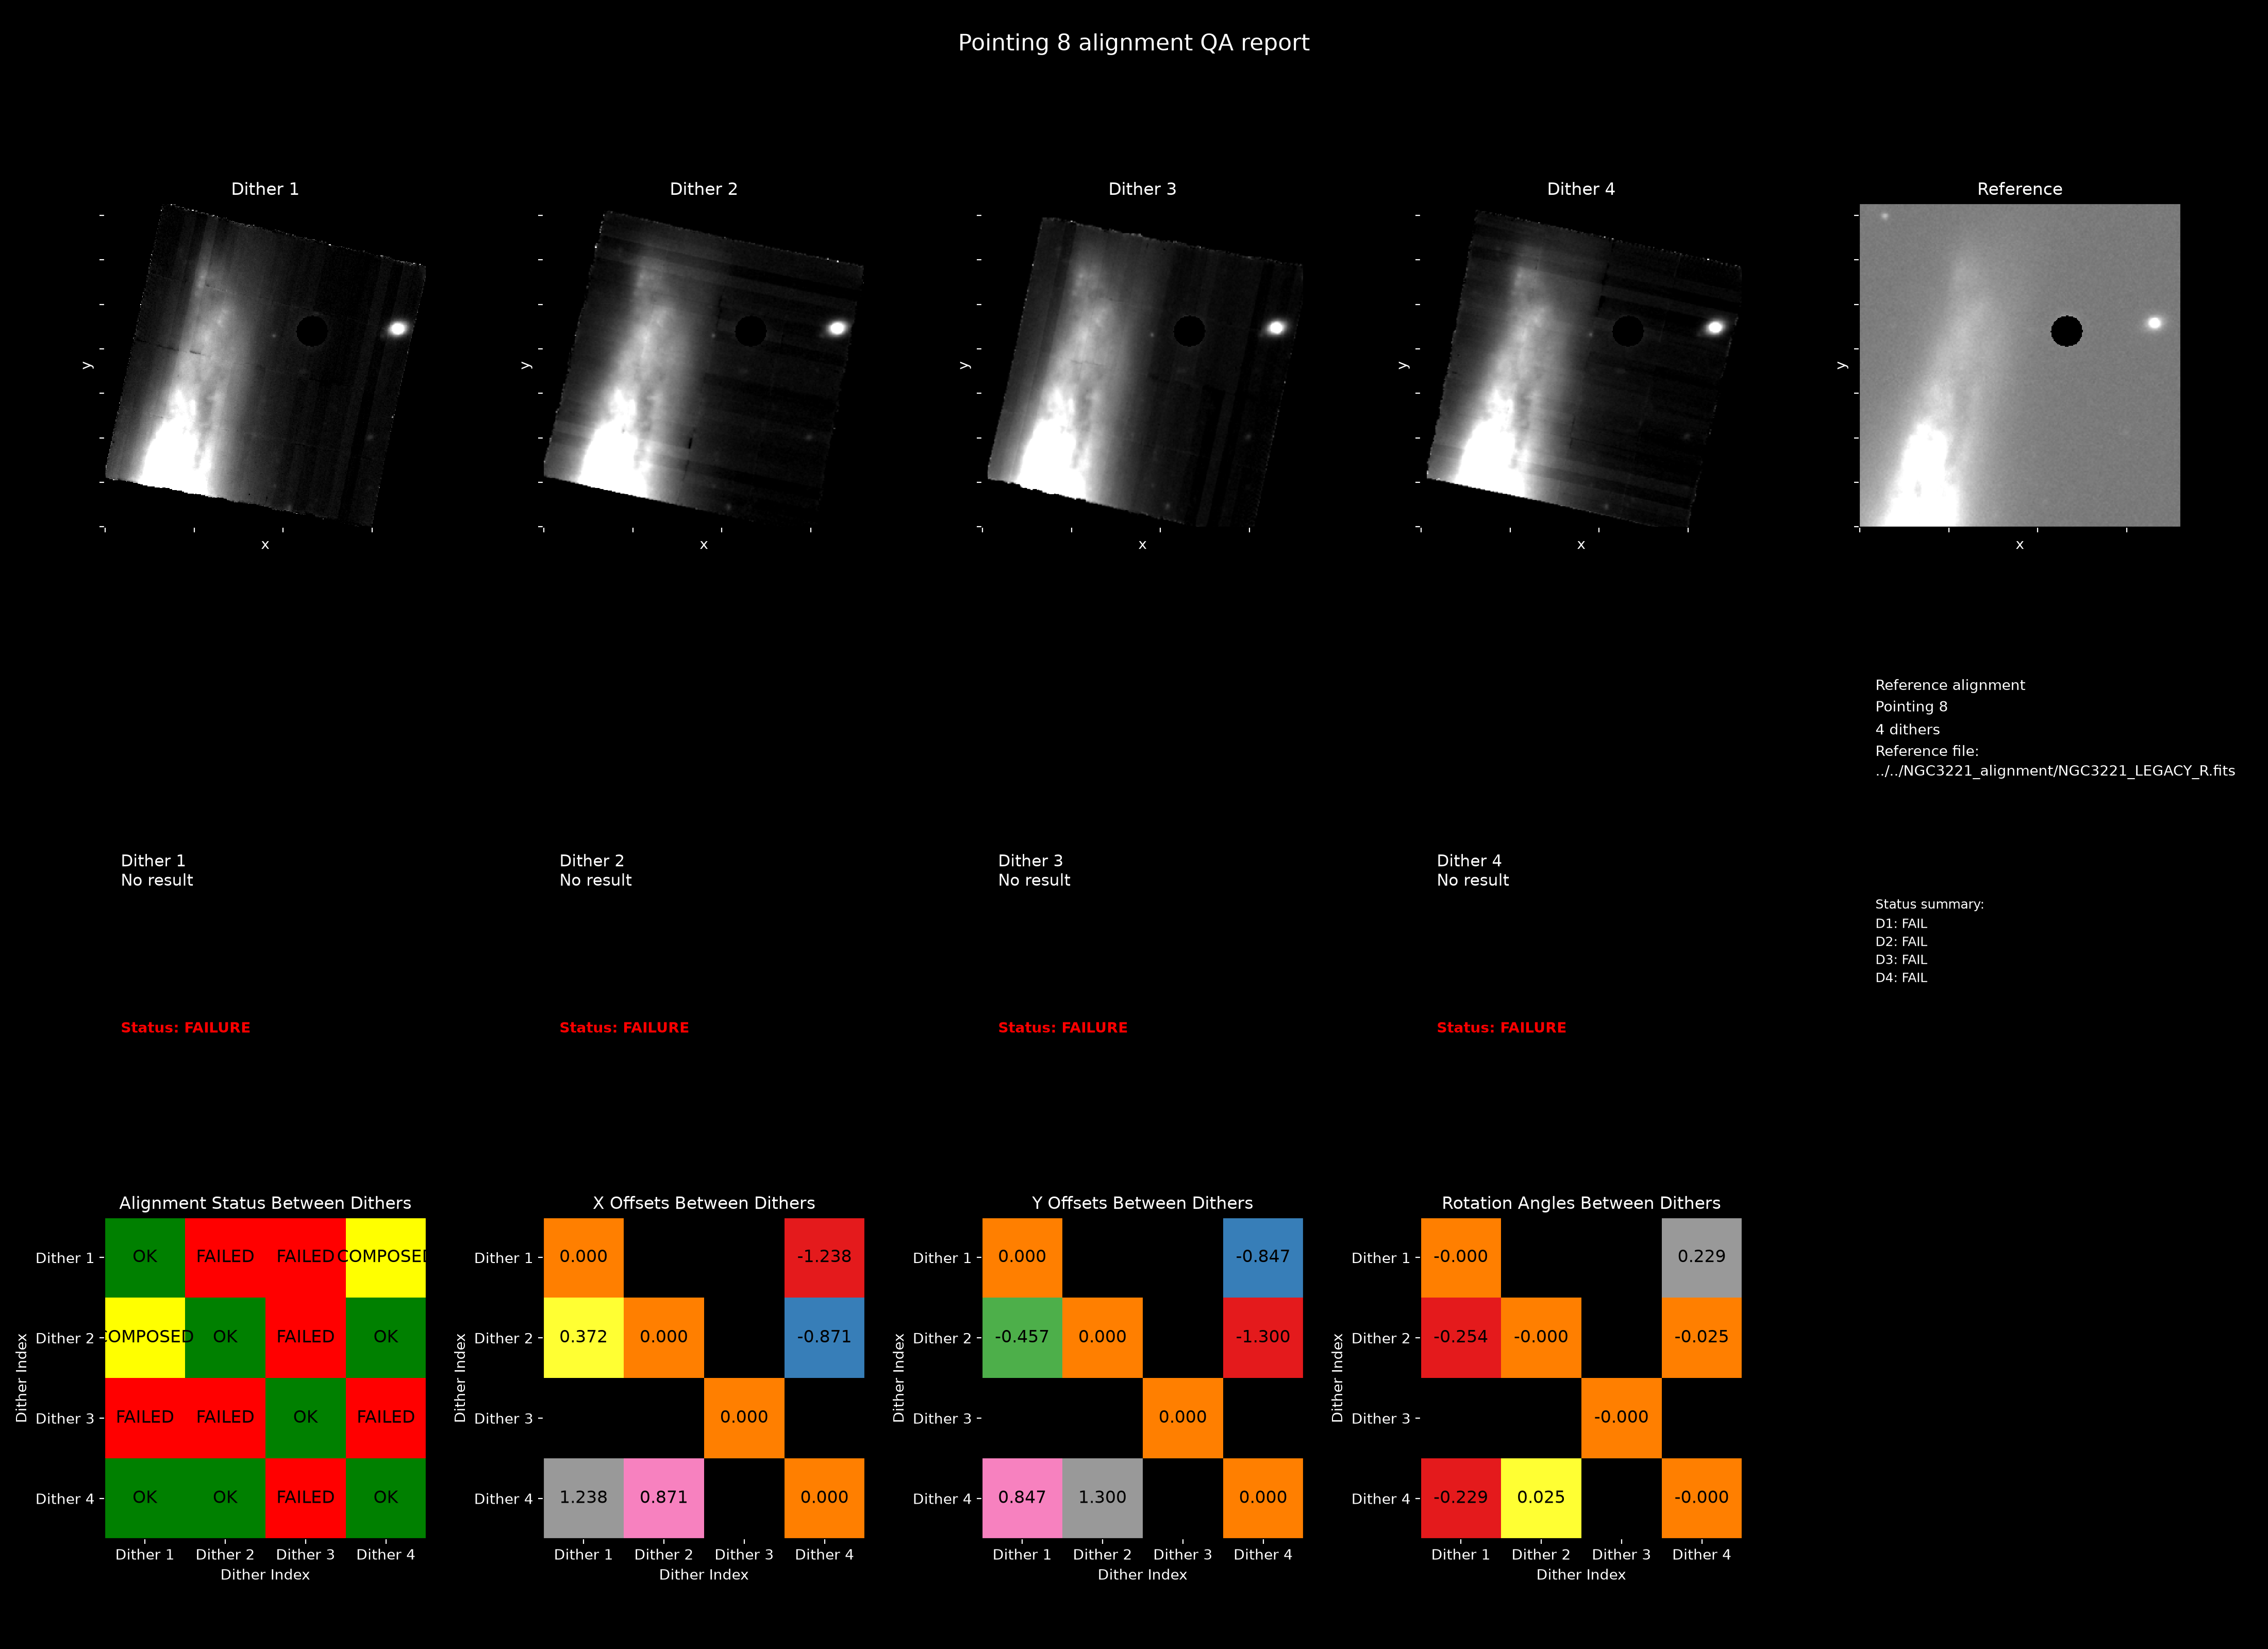 Pointing 8 alignment QA report
Dither 1
Dither 2
Dither 3
Dither 4
Reference
y
y
y
y
y
x
x
x
x
x
Reference alignment
Pointing 8
4 dithers
Reference file:
../../NGC3221_alignment/NGC3221_LEGACY_R.fits
Dither 1
No result
Dither 2
No result
Dither 3
No result
Dither 4
No result
Status summary:
D1: FAIL
D2: FAIL
D3: FAIL
D4: FAIL
Status: FAILURE
Status: FAILURE
Status: FAILURE
Status: FAILURE
Alignment Status Between Dithers
Dither Index
Dither 1 OK FAILED FAILED COMPOSED
Dither 2 COMPOSED OK FAILED OK
Dither 3 FAILED FAILED OK FAILED
Dither 4 OK OK FAILED OK
Dither 1 Dither 2 Dither 3 Dither 4
Dither Index
X Offsets Between Dithers
Dither Index
Dither 1 0.000 -1.238
Dither 2 0.372 0.000 -0.871
Dither 3 0.000
Dither 4 1.238 0.871 0.000
Dither 1 Dither 2 Dither 3 Dither 4
Dither Index
Y Offsets Between Dithers
Dither Index
Dither 1 0.000 -0.847
Dither 2 -0.457 0.000 -1.300
Dither 3 0.000
Dither 4 0.847 1.300 0.000
Dither 1 Dither 2 Dither 3 Dither 4
Dither Index
Rotation Angles Between Dithers
Dither Index
Dither 1 -0.000 0.229
Dither 2 -0.254 -0.000 -0.025
Dither 3 -0.000
Dither 4 -0.229 0.025 -0.000
Dither 1 Dither 2 Dither 3 Dither 4
Dither Index